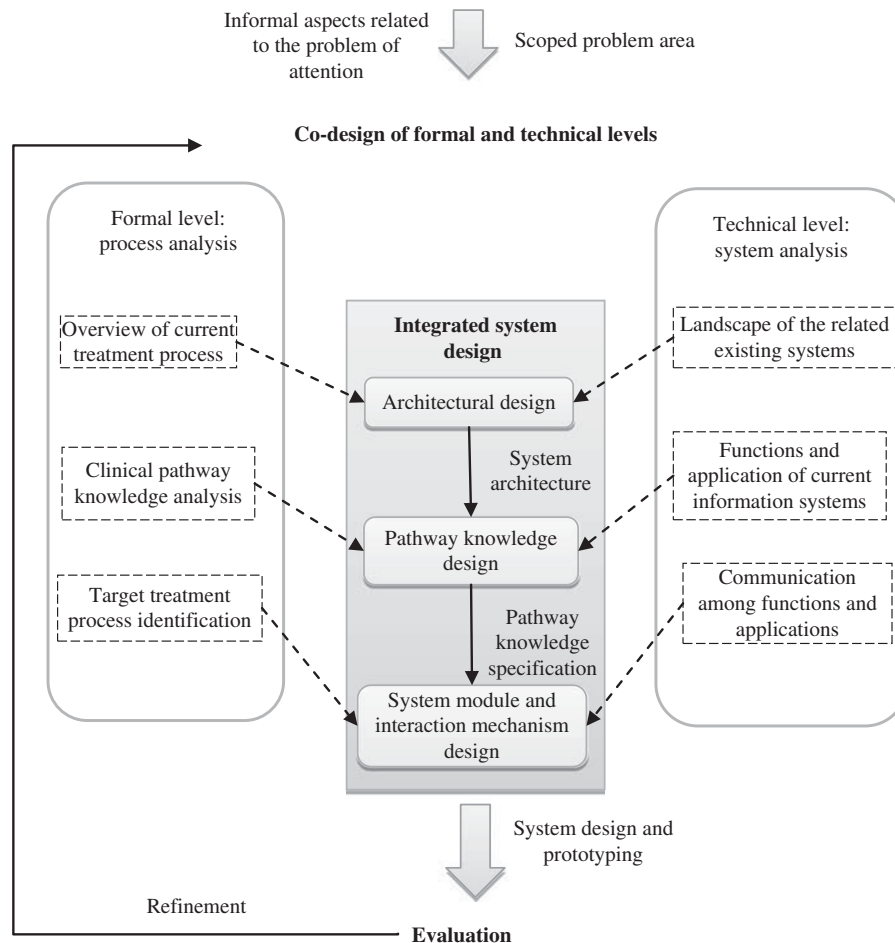 Informal aspects related
to the problem of
attention
Scoped problem area
Co-design of formal and technical levels
Formal level:
process analysis
Overview of current
treatment process
Clinical pathway
knowledge analysis
Target treatment
process identification
Integrated system
design
Architectural design
System
architecture
Pathway knowledge
design
Pathway
knowledge
specification
System module and
interaction mechanism
design
Technical level:
system analysis
Landscape of the related
existing systems
Functions and
application of current
information systems
Communication
among functions and
applications
System design and
prototyping
Refinement
Evaluation